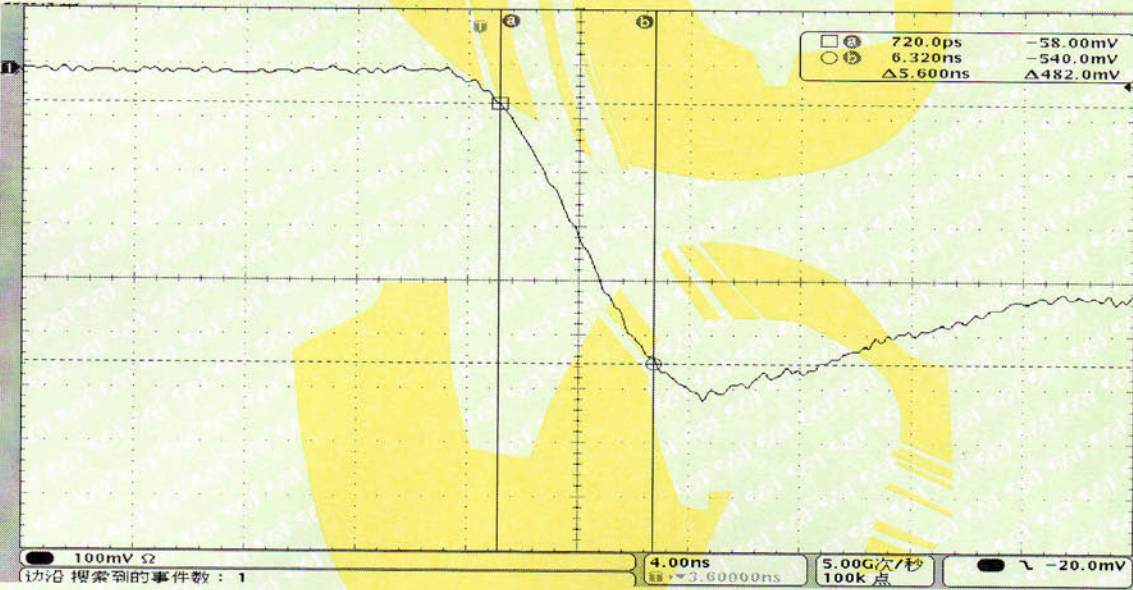 T a b
a 720.0ps -58.00mV
b 6.320ns -540.0mV
Δ5.600ns Δ482.0mV
1
100mV Ω
4.00ns
5.00G次/秒
-20.0mV
边沿 搜索到的事件数: 1
T→▼3.60000ns
100k 点